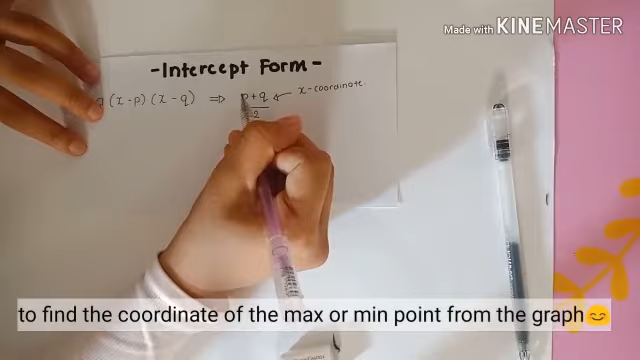 Made with KINEMASTER
-Intercept Form-
(x-p)(x-q) ⇒ p+q ← x-coordinate
2
to find the coordinate of the max or min point from the graph😊